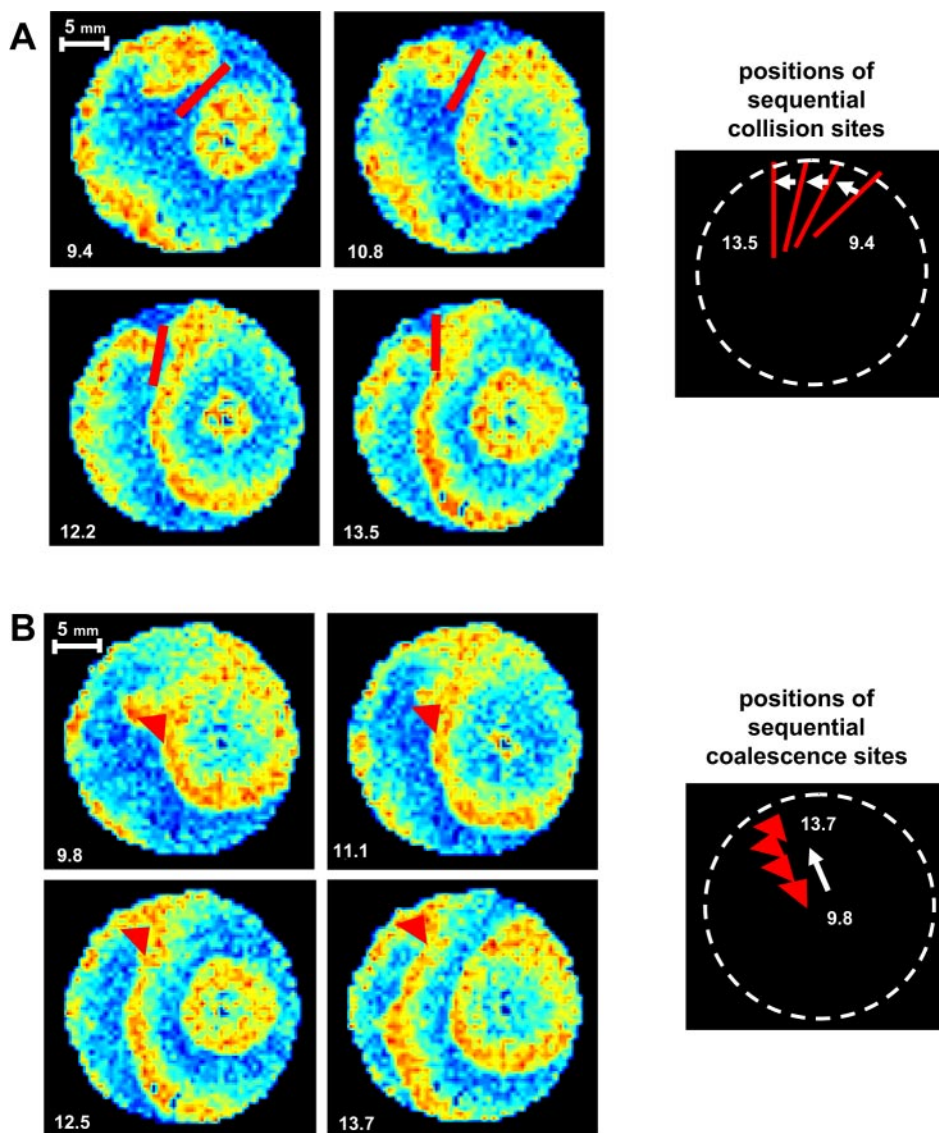 A
5 mm
9.4
10.8
positions of
sequential
collision sites
13.5
9.4
12.2
13.5
B
5 mm
9.8
11.1
positions of
sequential
coalescence sites
13.7
9.8
12.5
13.7